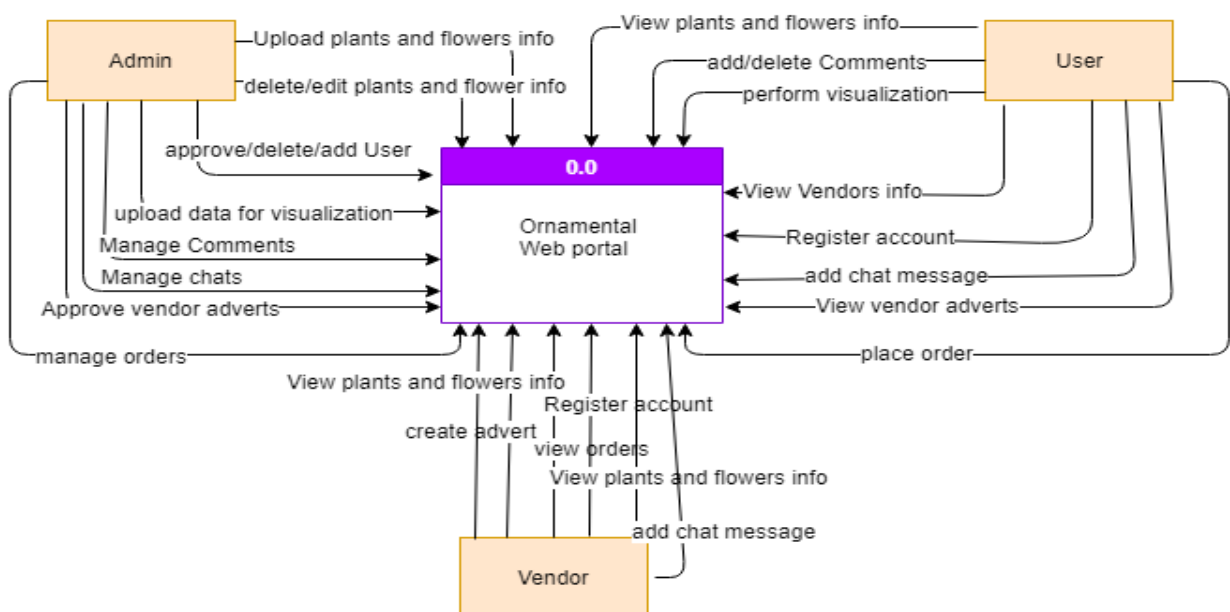 Admin
Upload plants and flowers info
delete/edit plants and flower info
approve/delete/add User
upload data for visualization
Manage Comments
Manage chats
Approve vendor adverts
manage orders
View plants and flowers info
User
add/delete Comments
perform visualization
View Vendors info
Register account
add chat message
View vendor adverts
place order
0.0
Ornamental
Web portal
View plants and flowers info
Register account
create advert
view orders
View plants and flowers info
add chat message
Vendor